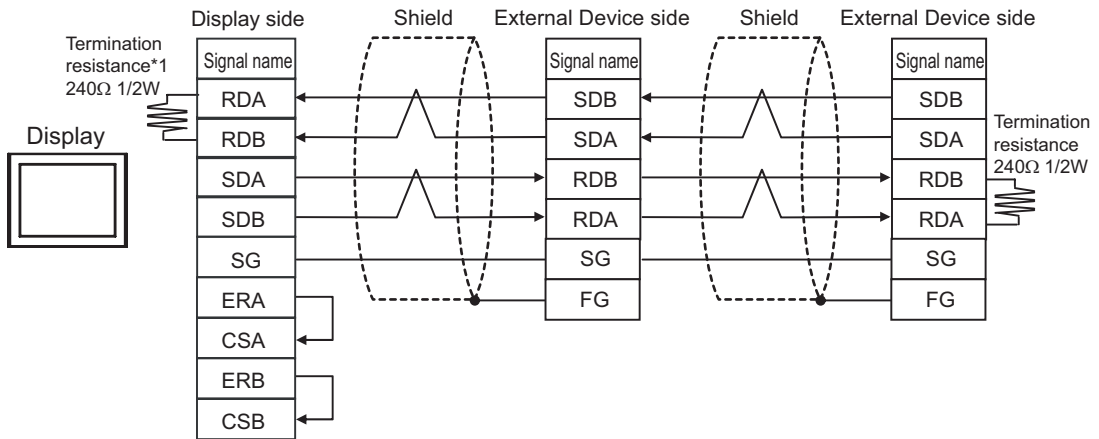 Display side
Shield
External Device side
Shield
External Device side
Termination
resistance*1
240Ω 1/2W
Display
Signal name
RDA
RDB
SDA
SDB
SG
ERA
CSA
ERB
CSB
Signal name
SDB
SDA
RDB
RDA
SG
FG
Signal name
SDB
SDA
RDB
RDA
SG
FG
Termination
resistance
240Ω 1/2W